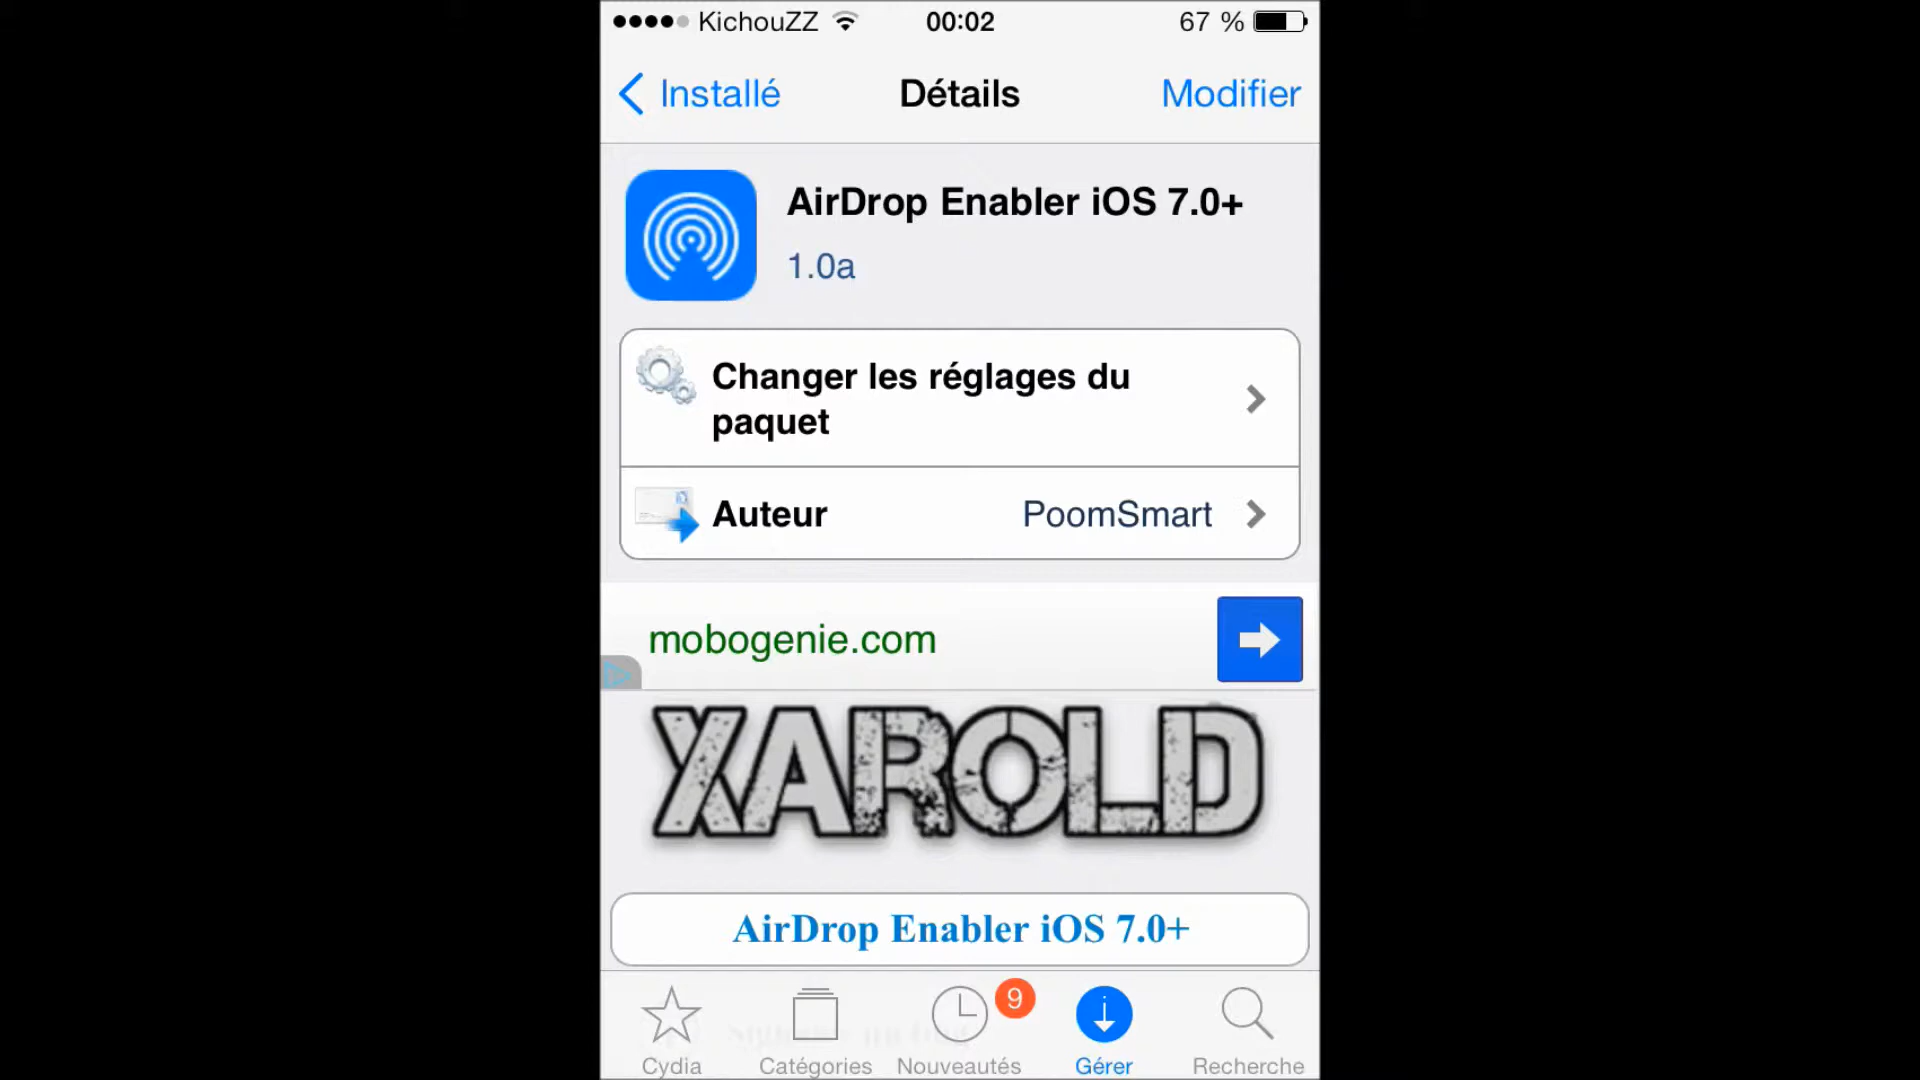 KichouZZ 00:02 67 %
Installé Détails Modifier
AirDrop Enabler iOS 7.0+
1.0a
Changer les réglages du
paquet
Auteur PoomSmart
mobogenie.com
XAROLD
AirDrop Enabler iOS 7.0+
9
Cydia Catégories Nouveautés Gérer Recherche